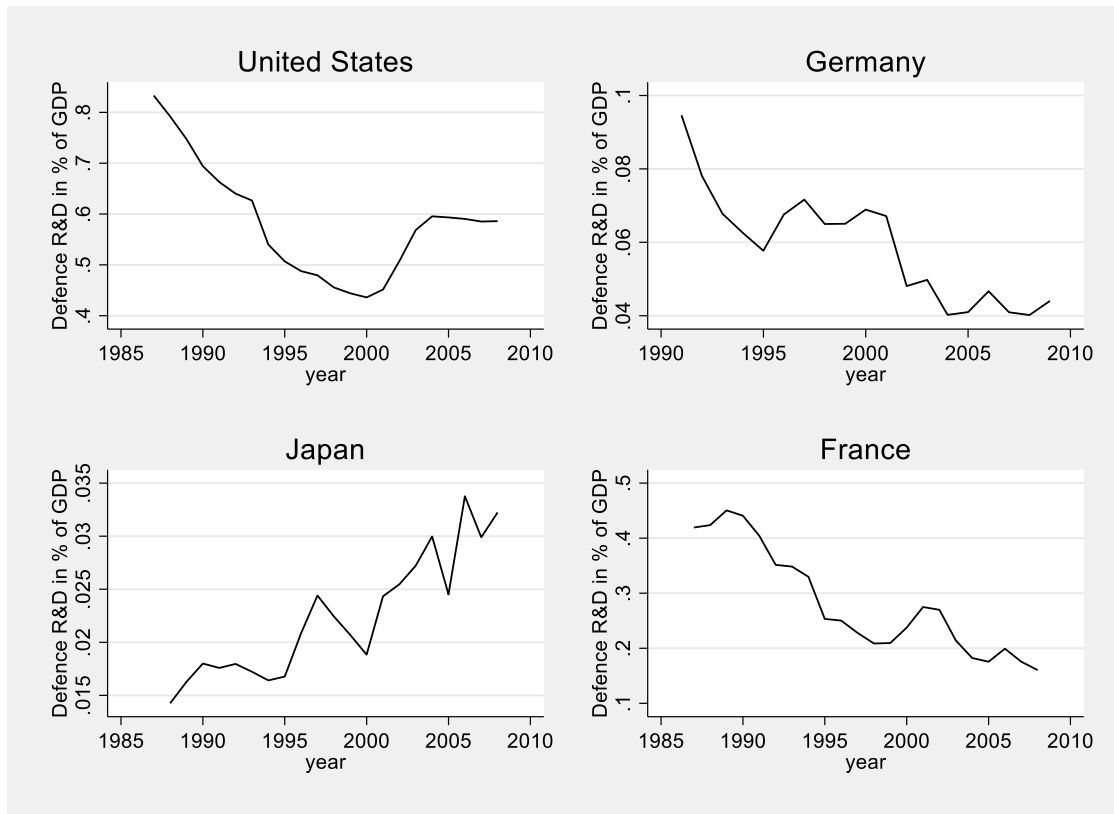 United States
Defence R&D in % of GDP
.8
.7
.6
.5
.4
1985 1990 1995 2000 2005 2010
year
Germany
Defence R&D in % of GDP
.1
.08
.06
.04
1990 1995 2000 2005 2010
year
Japan
Defence R&D in % of GDP
.035
.03
.025
.02
.015
1985 1990 1995 2000 2005 2010
year
France
Defence R&D in % of GDP
.5
.4
.3
.2
.1
1985 1990 1995 2000 2005 2010
year